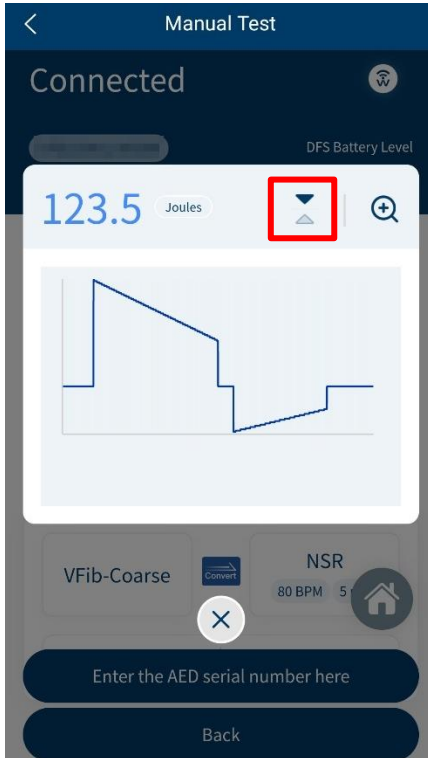 Manual Test
Connected
DFS Battery Level
123.5 Joules
VFib-Coarse
Convert
NSR
80 BPM 5
Enter the AED serial number here
Back